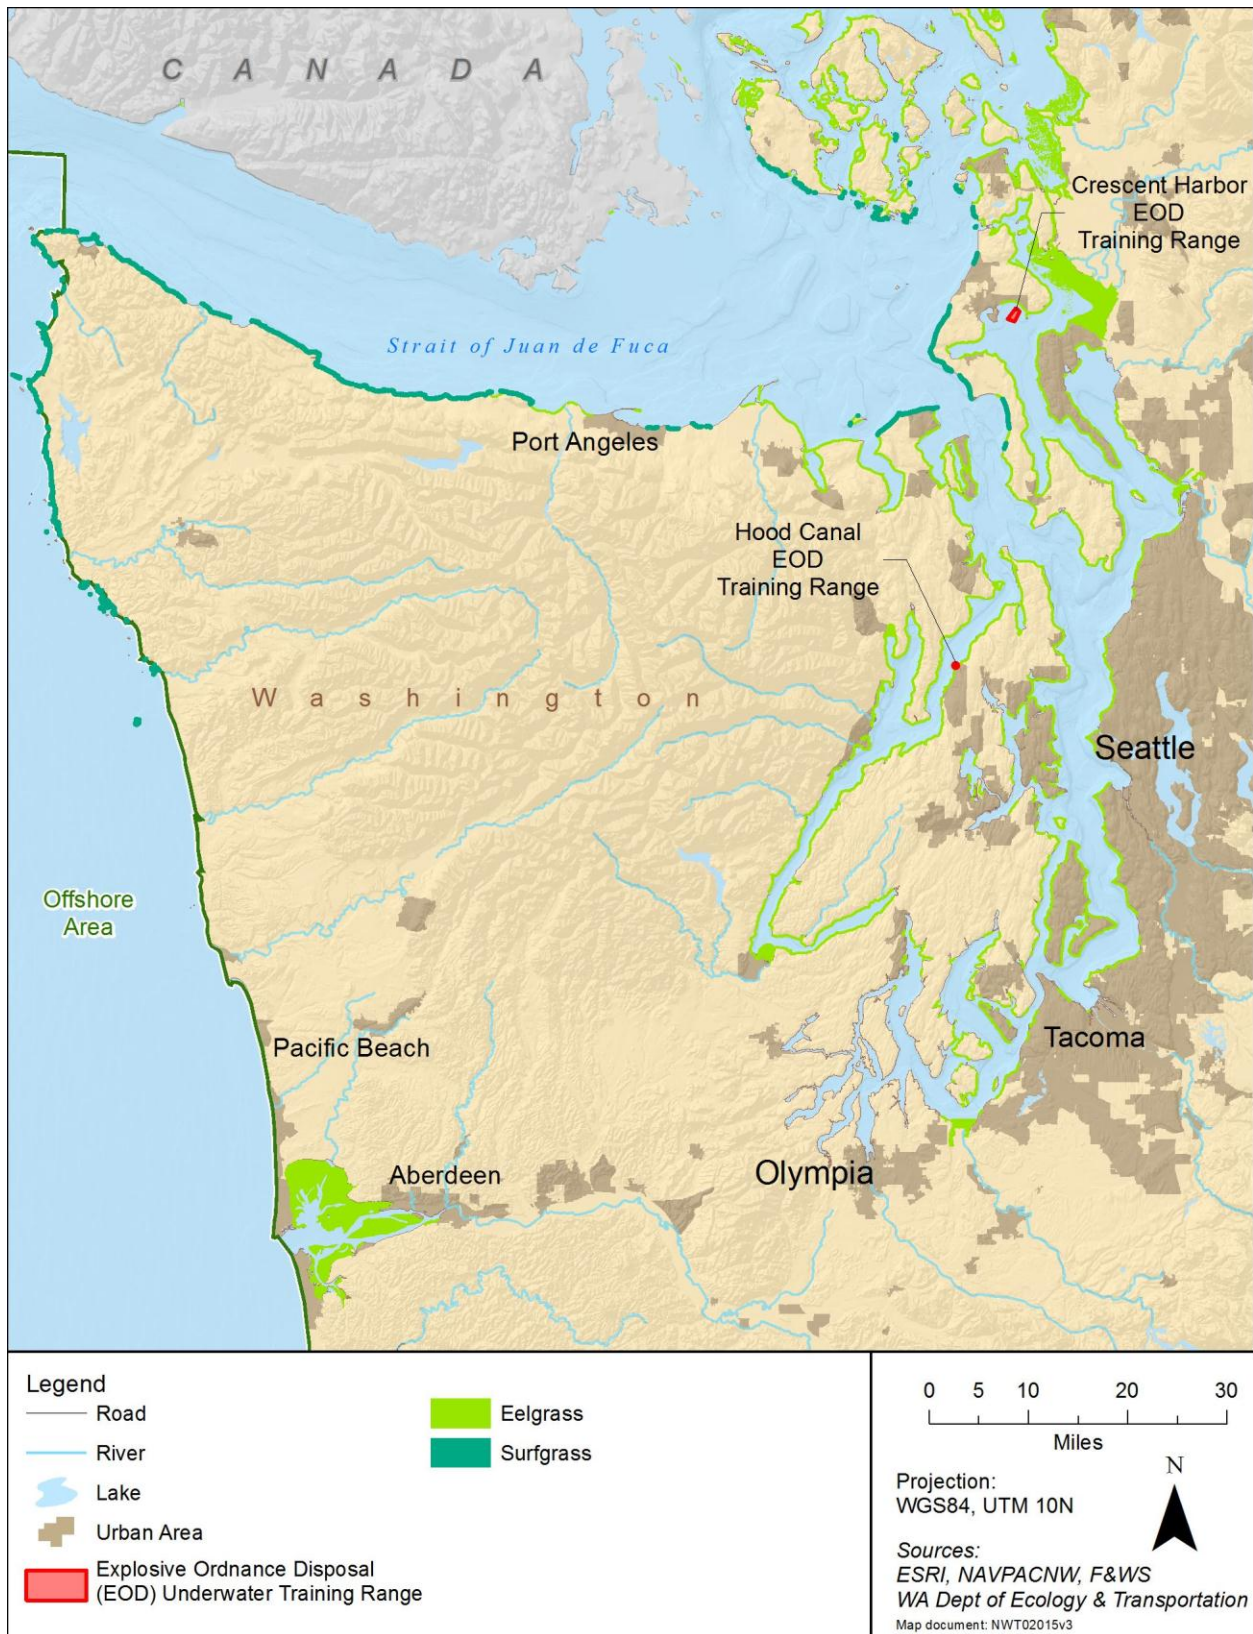 CANADA
Crescent Harbor
EOD
Training Range
Strait of Juan de Fuca
Port Angeles
Hood Canal
EOD
Training Range
Washington
Seattle
Offshore
Area
Pacific Beach
Tacoma
Aberdeen
Olympia
Legend
Road
River
Lake
Urban Area
Explosive Ordnance Disposal
(EOD) Underwater Training Range
Eelgrass
Surfgrass
0 5 10 20 30
Miles
N
Projection:
WGS84, UTM 10N
Sources:
ESRI, NAVPACNW, F&WS
WA Dept of Ecology & Transportation
Map document: NWT02015v3